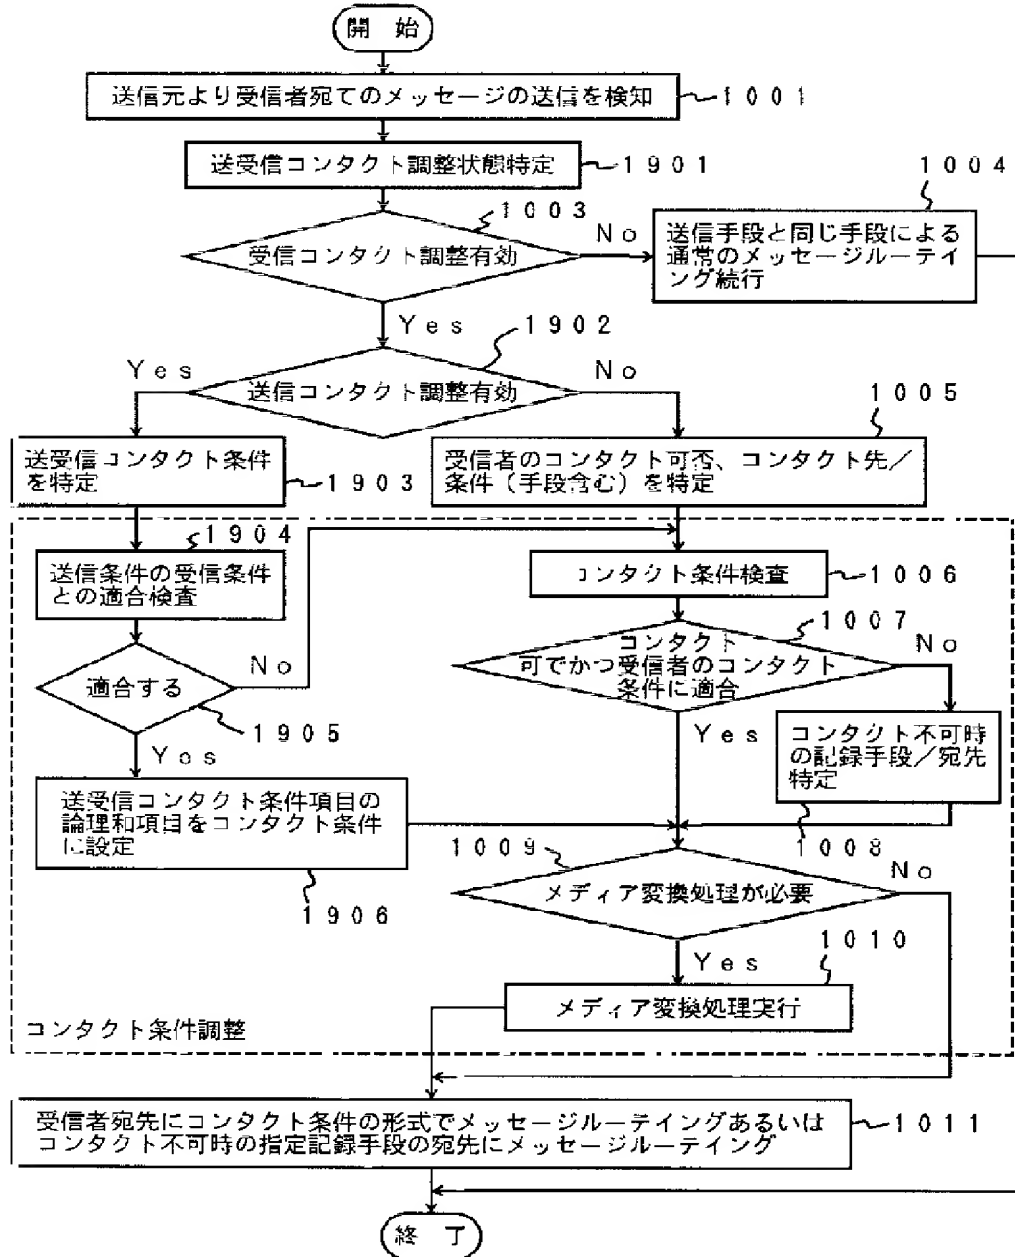 開 始
送信元より受信者宛てのメッセージの送信を検知
1001
送受信コンタクト調整状態特定
1901
1004
1003
受信コンタクト調整有効
No
送信手段と同じ手段による
通常のメッセージルーテイ
ング続行
Yes
1902
Yes
送信コンタクト調整有効
No
1005
送受信コンタクト条件
を特定
1903
受信者のコンタクト可否、コンタクト先／
条件（手段含む）を特定
1904
送信条件の受信条件
との適合検査
コンタクト条件検査
1006
1007
コンタクト
可でかつ受信者のコンタクト
条件に適合
No
適合する
No
1905
Yes
Yes
コンタクト不可時
の記録手段／宛先
特定
送受信コンタクト条件項目の
論理和項目をコンタクト条件
に設定
1008
1009
メディア変換処理が必要
No
1906
1010
Yes
メディア変換処理実行
コンタクト条件調整
受信者宛先にコンタクト条件の形式でメッセージルーテイングあるいは
コンタクト不可時の指定記録手段の宛先にメッセージルーテイング
1011
終 了